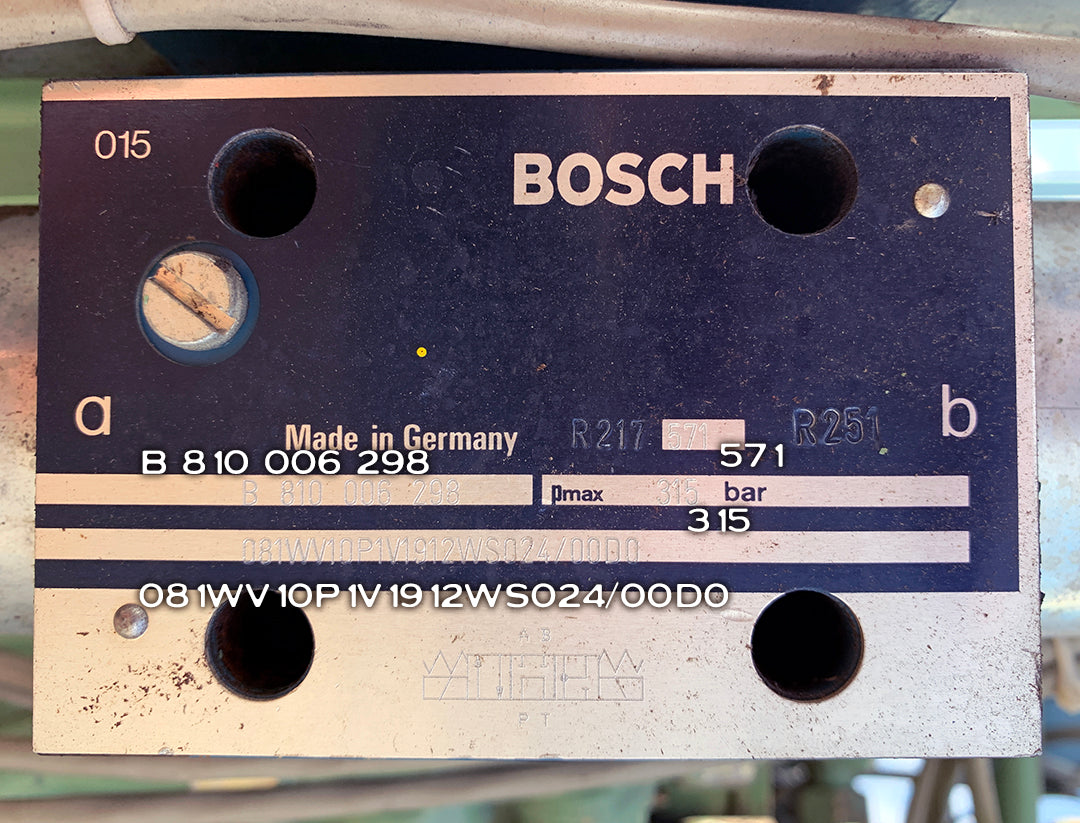 015
BOSCH
a
b
Made in Germany R217 571 R251
B 810 006 298
571
B 810 006 298 pmax 315 bar
315
081WV10P1V1912WS024/00D0
081WV10P1V1912WS024/00D0
A B
P T